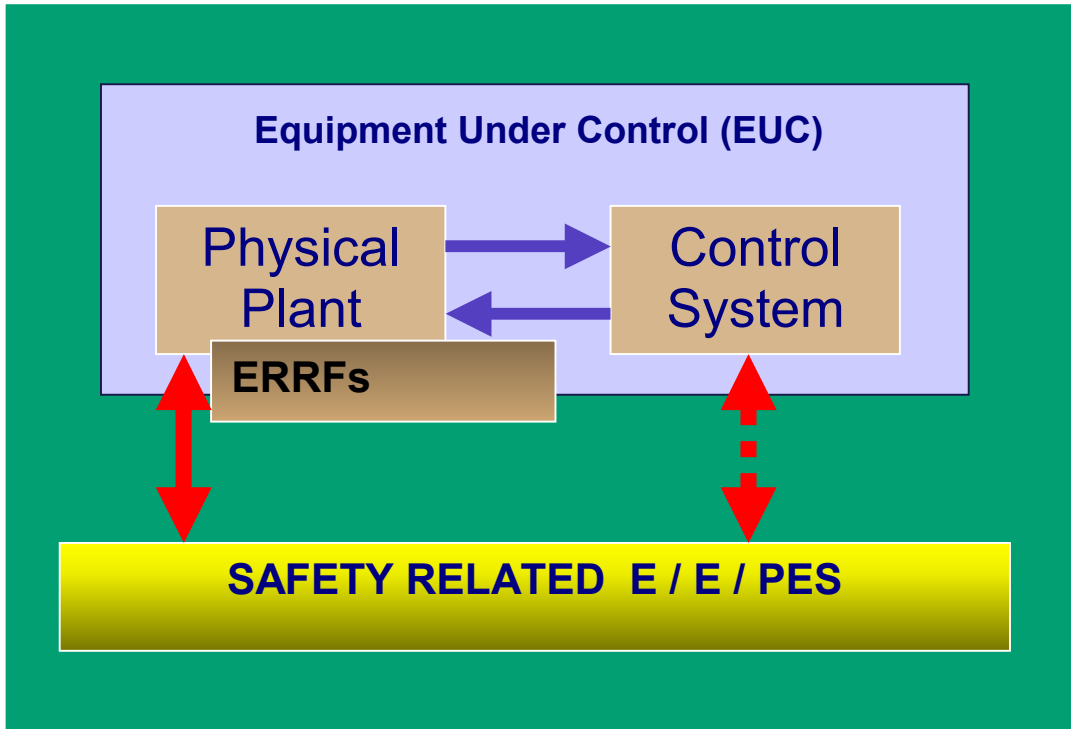 Equipment Under Control (EUC)
Physical
Plant
Control
System
ERRFs
SAFETY RELATED E / E / PES